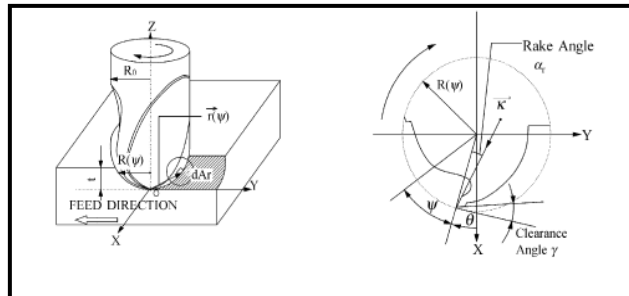 Z
R₀
r(ψ)
R(ψ)
t
dAr
Y
FEED DIRECTION
X
Rake Angle
αr
R(ψ)
κ
Y
ψ
θ
X
Clearance
Angle γ